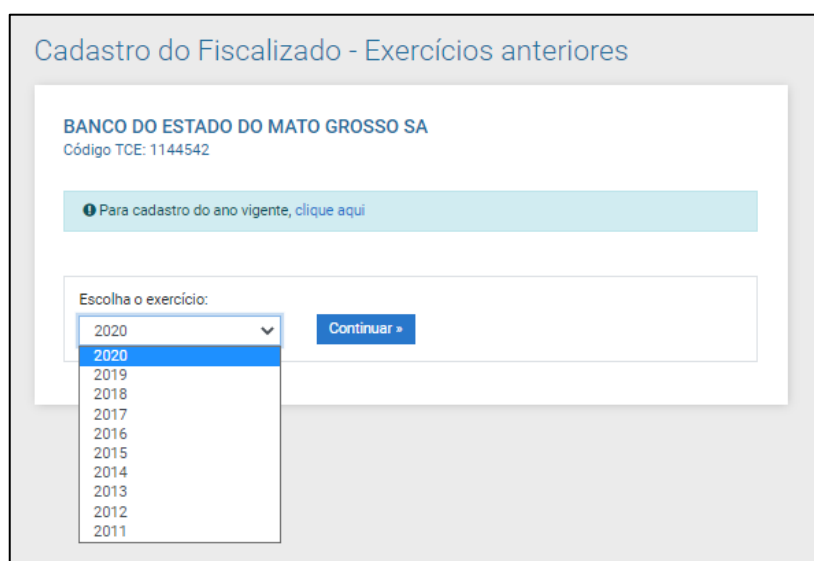 Cadastro do Fiscalizado - Exercícios anteriores
BANCO DO ESTADO DO MATO GROSSO SA
Código TCE: 1144542
Para cadastro do ano vigente, clique aqui
Escolha o exercício:
2020
Continuar »
2020
2019
2018
2017
2016
2015
2014
2013
2012
2011